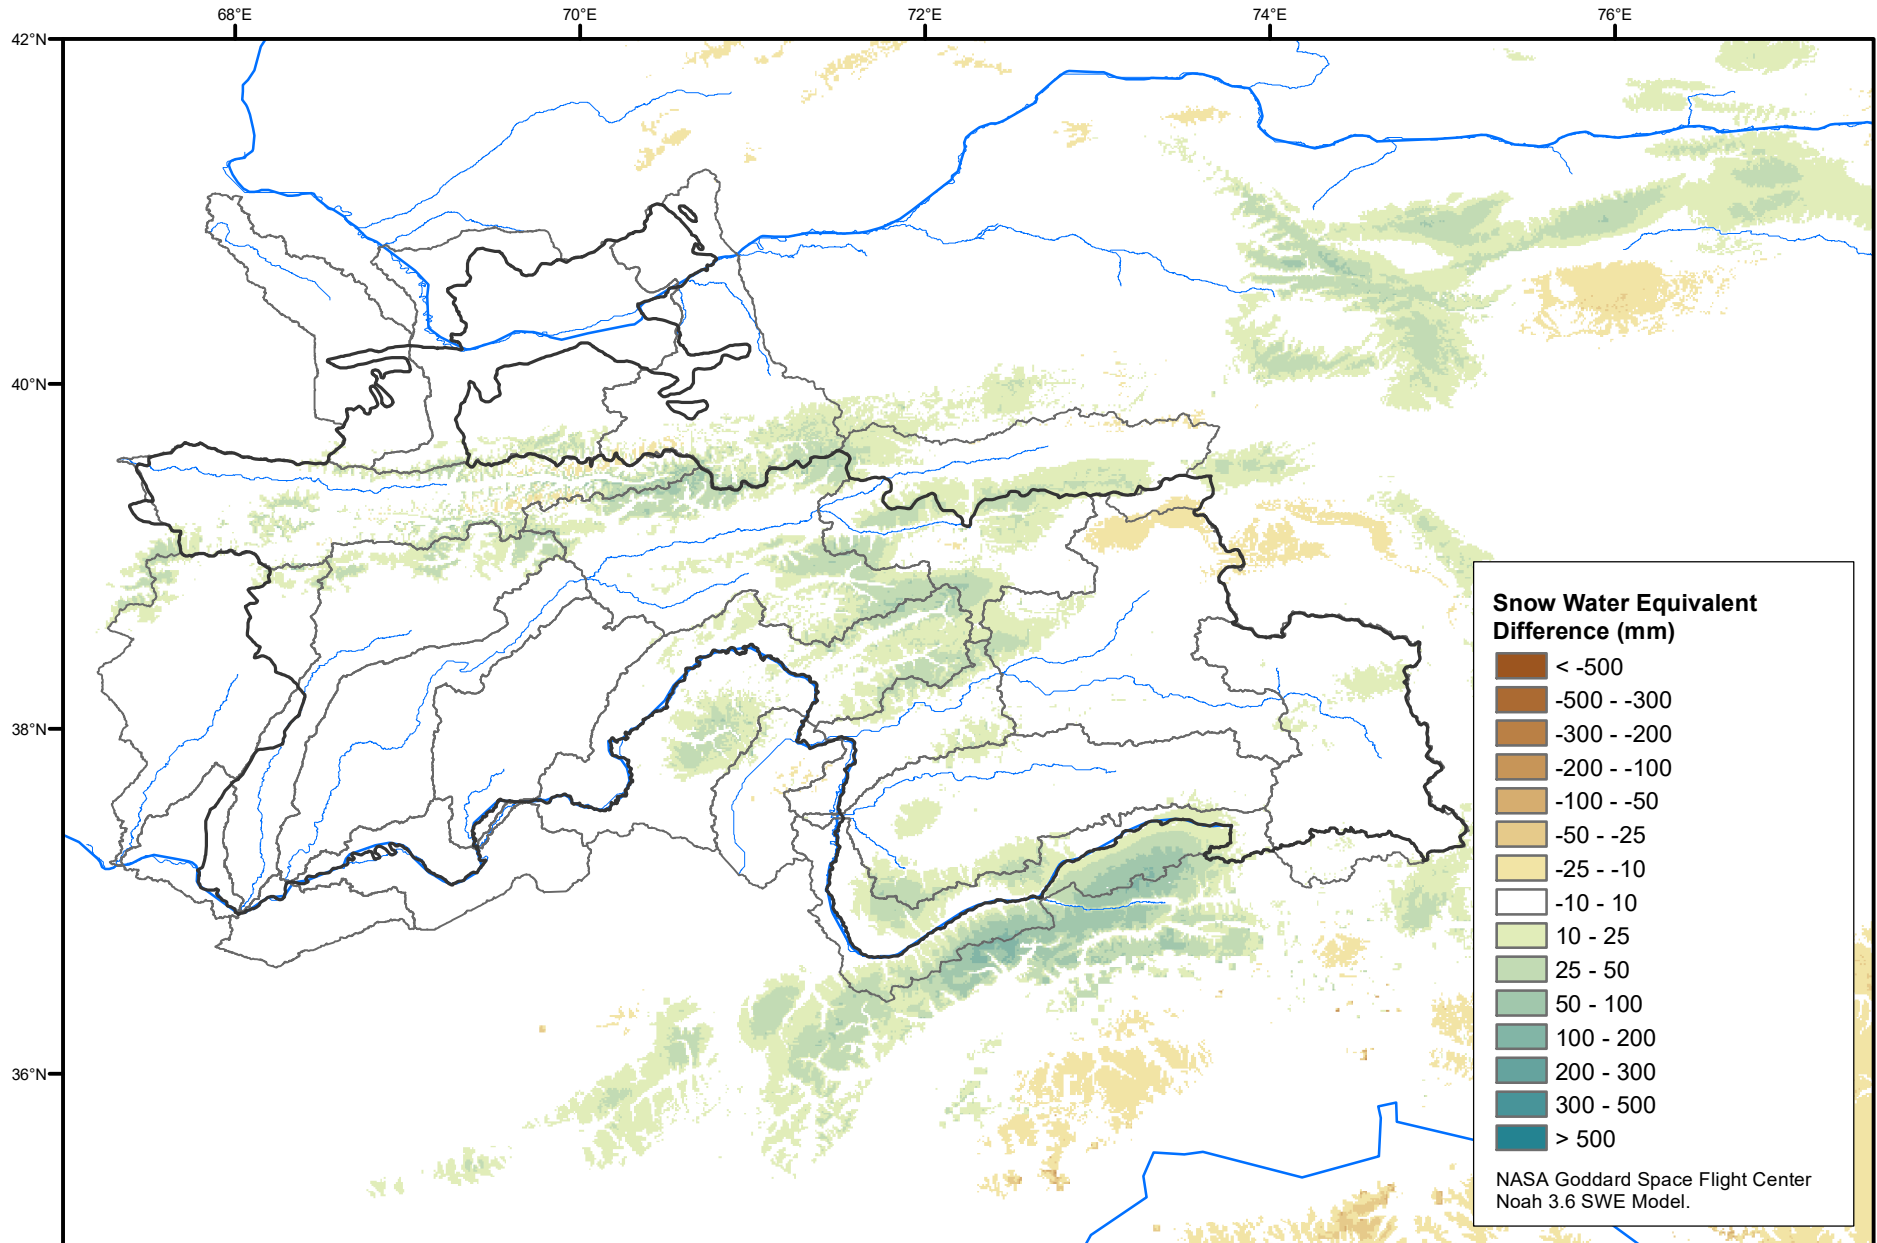 68°E
70°E
72°E
74°E
76°E
42°N
40°N
38°N
36°N
Snow Water Equivalent
Difference (mm)
< -500
-500 - -300
-300 - -200
-200 - -100
-100 - -50
-50 - -25
-25 - -10
-10 - 10
10 - 25
25 - 50
50 - 100
100 - 200
200 - 300
300 - 500
> 500
NASA Goddard Space Flight Center
Noah 3.6 SWE Model.